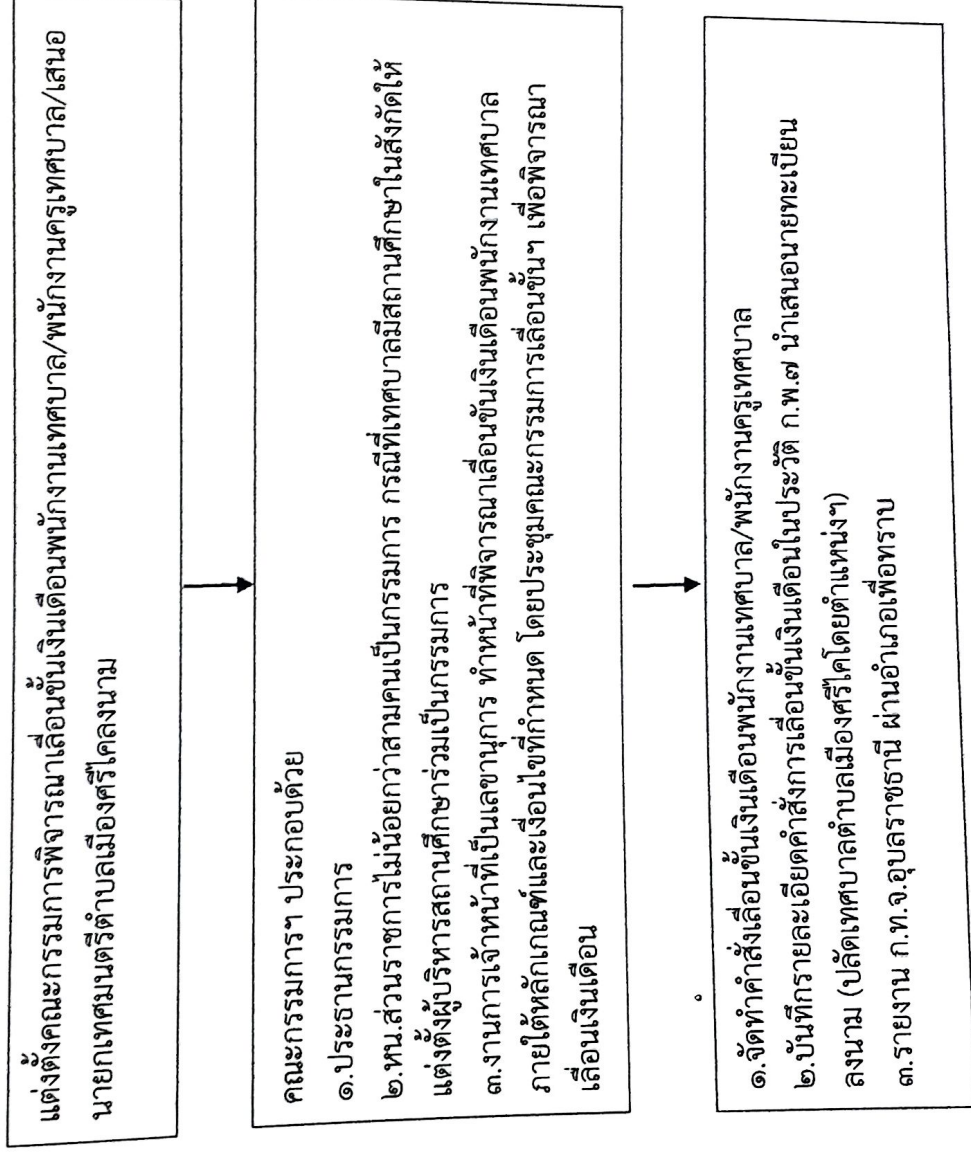 แต่งตั้งคณะกรรมการพิจารณาเลื่อนขั้นเงินเดือนพนักงานเทศบาล/พนักงานครูเทศบาล/เสนอ
นายกเทศมนตรีตำบลเมืองศรีไคลงนาม
คณะกรรมการฯ ประกอบด้วย
๑.ประธานกรรมการ
๒.หน.ส่วนราชการไม่น้อยกว่าสามคนเป็นกรรมการ กรณีที่เทศบาลมีสถานศึกษาในสังกัดให้
แต่งตั้งผู้บริหารสถานศึกษาร่วมเป็นกรรมการ
๓.งานการเจ้าหน้าที่เป็นเลขานุการ ทำหน้าที่พิจารณาเลื่อนขั้นเงินเดือนพนักงานเทศบาล
ภายใต้หลักเกณฑ์และเงื่อนไขที่กำหนด โดยประชุมคณะกรรมการเลื่อนขั้นฯ เพื่อพิจารณา
เลื่อนเงินเดือน
๑.จัดทำคำสั่งเลื่อนขั้นเงินเดือนพนักงานเทศบาล/พนักงานครูเทศบาล
๒.บันทึกรายละเอียดคำสั่งการเลื่อนขั้นเงินเดือนในประวัติ ก.พ.๗ นำเสนอนายทะเบียน
ลงนาม (ปลัดเทศบาลตำบลเมืองศรีไคโดยตำแหน่งฯ)
๓.รายงาน ก.ท.จ.อุบลราชธานี ผ่านอำเภอเพื่อทราบ